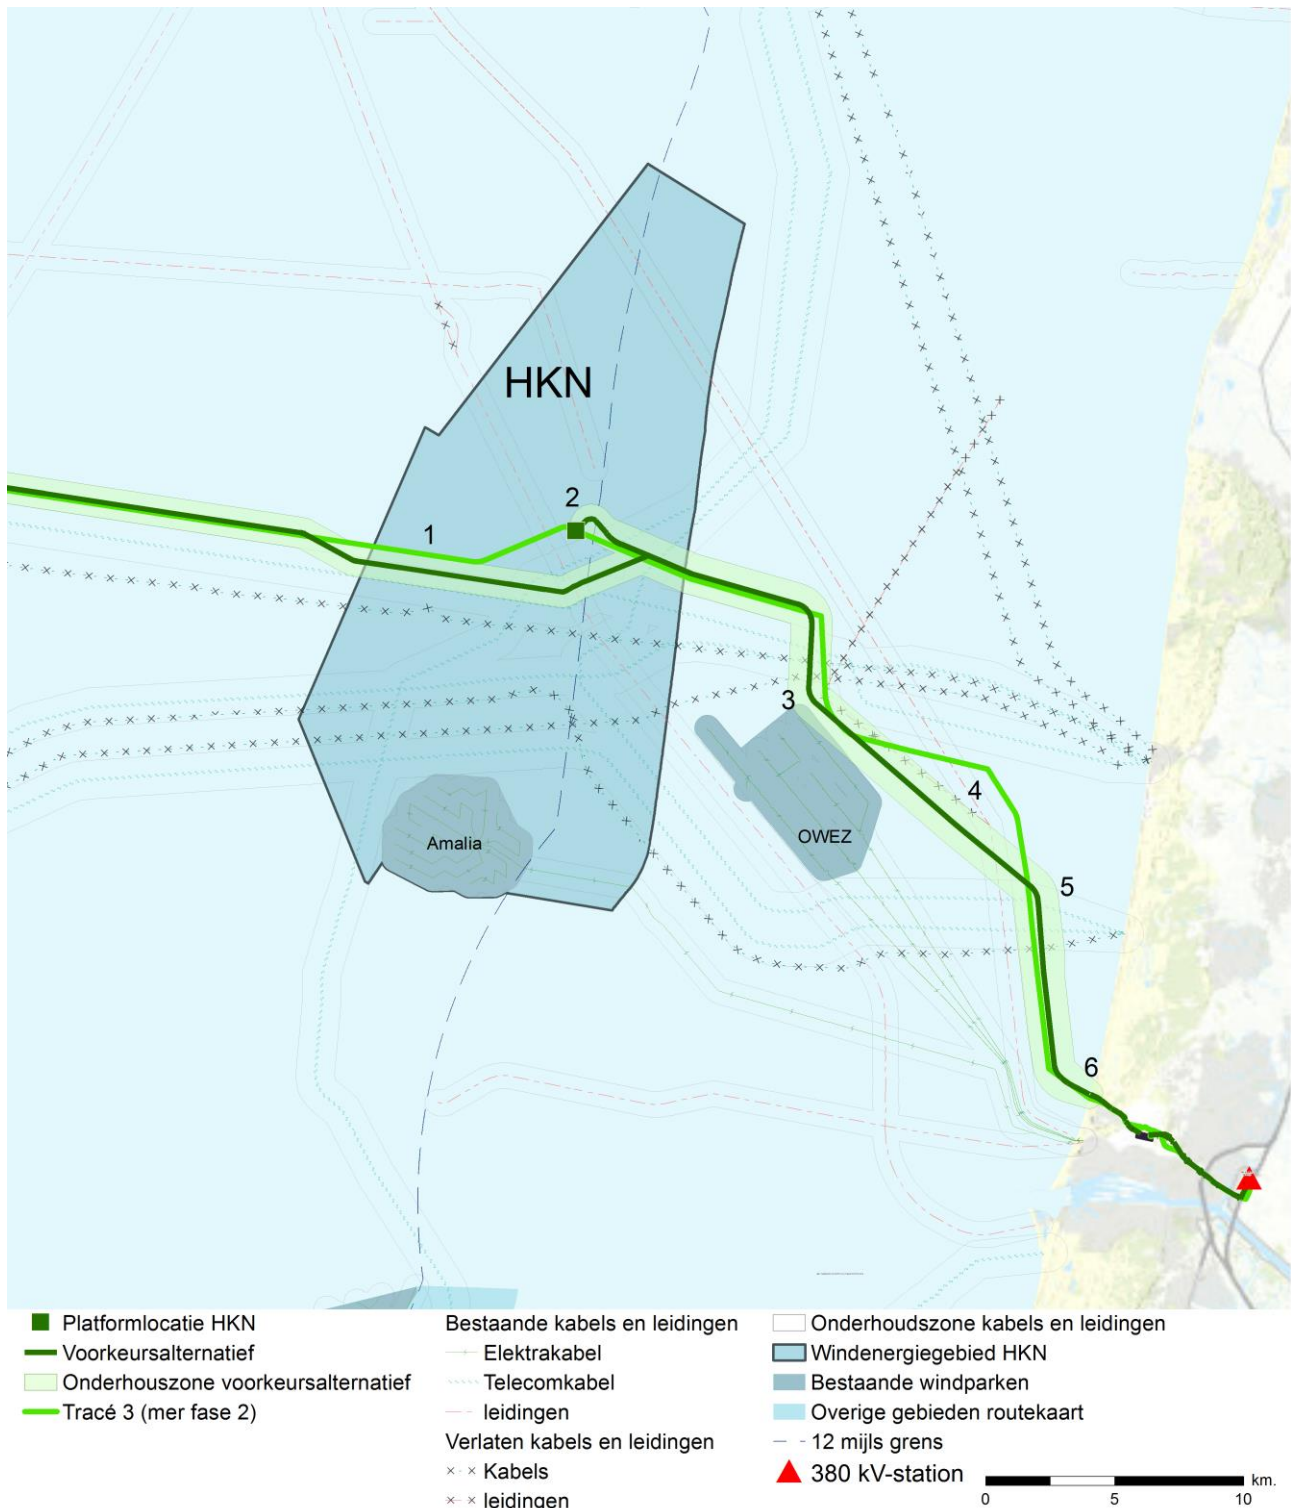 HKN
2
1
3
4
Amalia
OWEZ
5
6
Platformlocatie HKN
Voorkeursalternatief
Onderhouszone voorkeursalternatief
Tracé 3 (mer fase 2)
Bestaande kabels en leidingen
Elektrakabel
Telecomkabel
leidingen
Verlaten kabels en leidingen
Kabels
leidingen
Onderhoudszone kabels en leidingen
Windenergiegebied HKN
Bestaande windparken
Overige gebieden routekaart
12 mijls grens
380 kV-station
km.
0 5 10